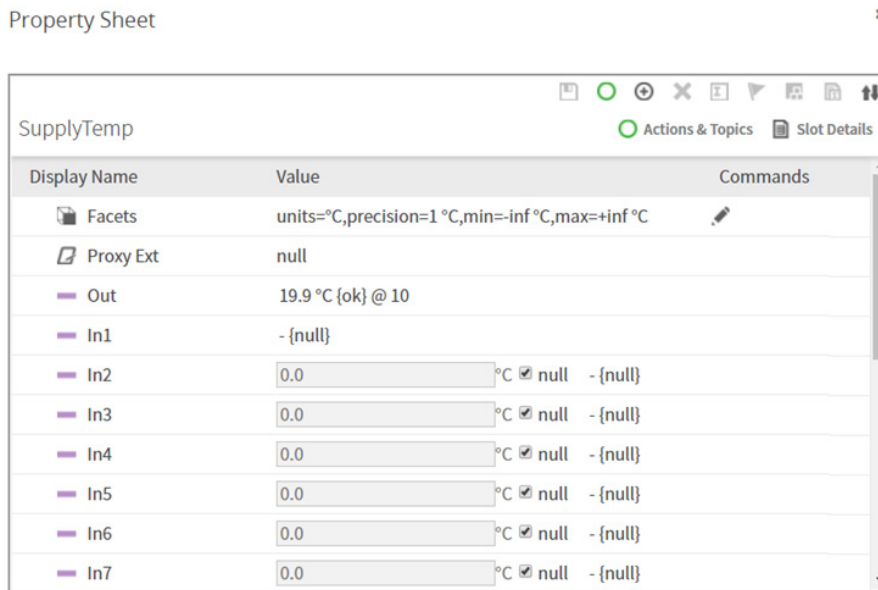 Property Sheet
SupplyTemp
Actions & Topics Slot Details
Display Name Value Commands
Facets units=°C,precision=1 °C,min=-inf °C,max=+inf °C
Proxy Ext null
Out 19.9 °C {ok} @ 10
In1 - {null}
In2 0.0 °C null - {null}
In3 0.0 °C null - {null}
In4 0.0 °C null - {null}
In5 0.0 °C null - {null}
In6 0.0 °C null - {null}
In7 0.0 °C null - {null}